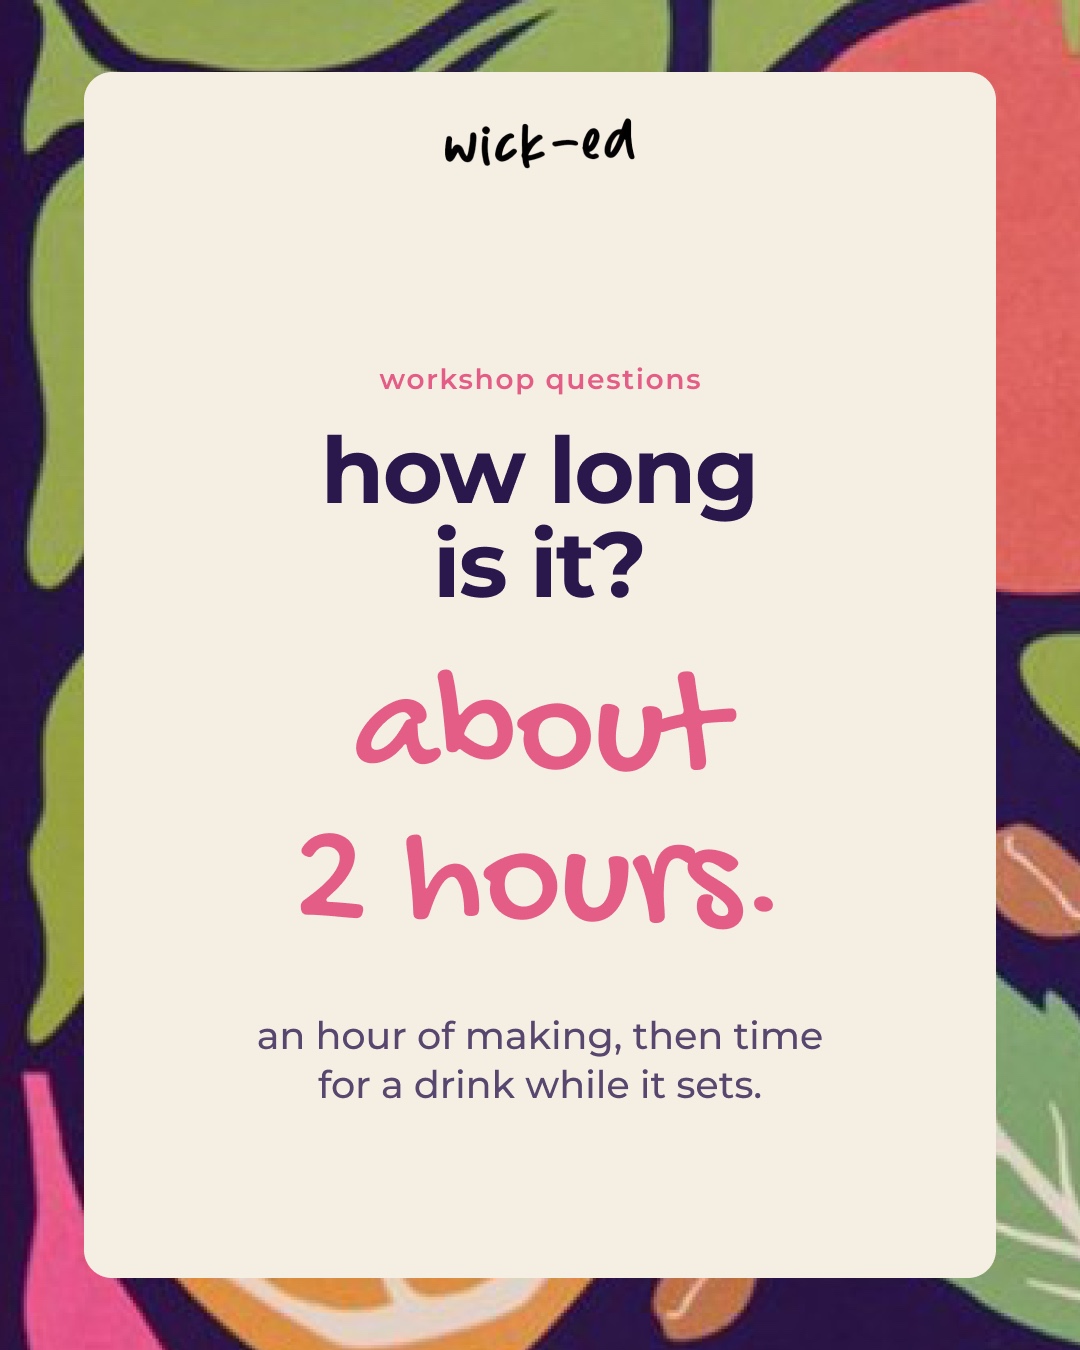 wick-ed
workshop questions
how long
is it?
about
2 hours.
an hour of making, then time
for a drink while it sets.